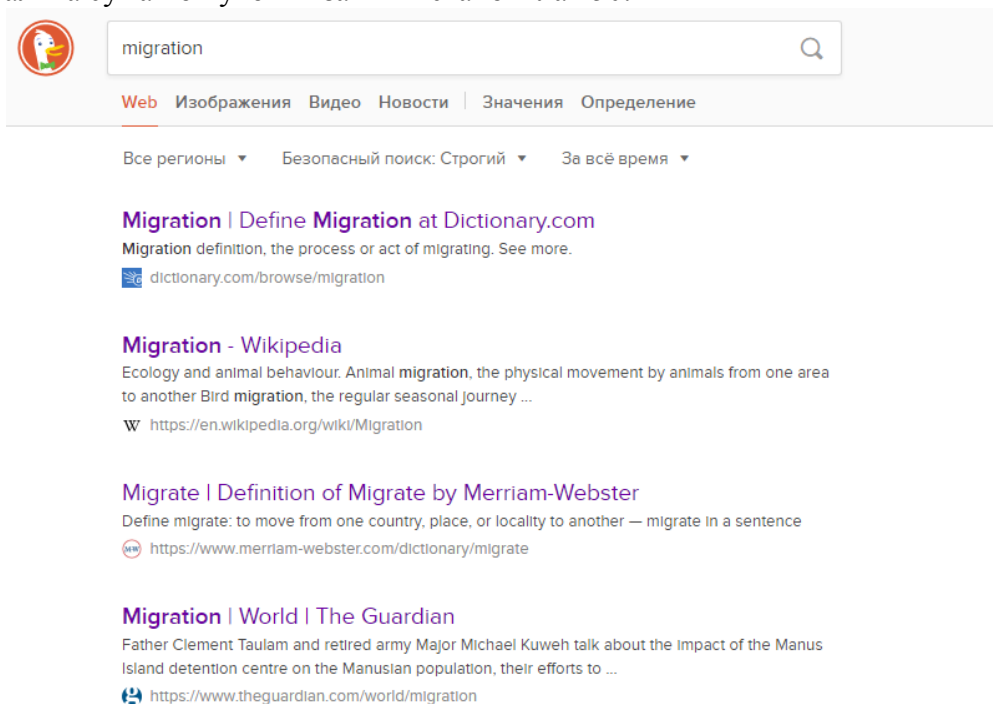 migration
Web Изображения Видео Новости Значения Определение
Все регионы Безопасный поиск: Строгий За всё время
Migration | Define Migration at Dictionary.com
Migration definition, the process or act of migrating. See more.
dictionary.com/browse/migration
Migration - Wikipedia
Ecology and animal behaviour. Animal migration, the physical movement by animals from one area
to another Bird migration, the regular seasonal journey ...
W https://en.wikipedia.org/wiki/Migration
Migrate | Definition of Migrate by Merriam-Webster
Define migrate: to move from one country, place, or locality to another — migrate in a sentence
https://www.merriam-webster.com/dictionary/migrate
Migration | World | The Guardian
Father Clement Taulam and retired army Major Michael Kuweh talk about the impact of the Manus
Island detention centre on the Manusian population, their efforts to ...
https://www.theguardian.com/world/migration